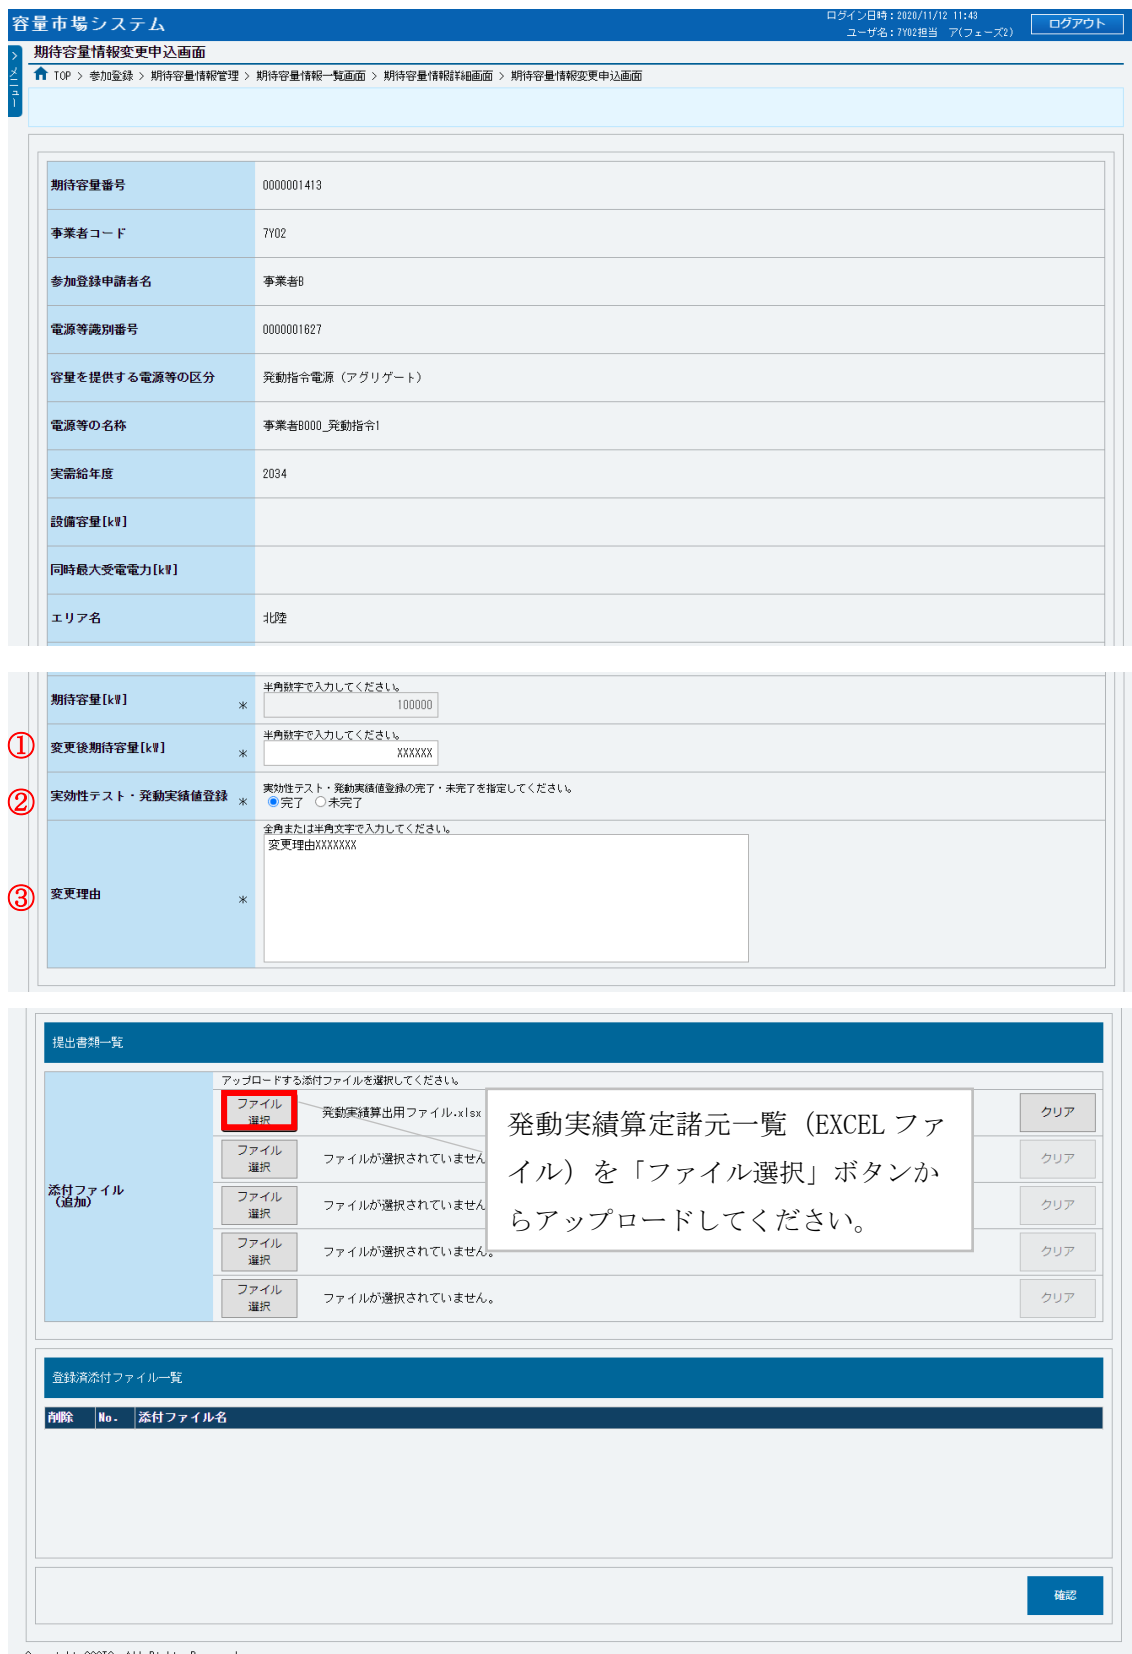 容量市場システム
ログイン日時：2020/11/12 11:43
ユーザ名：7Y02担当　ア(フェーズ2)
ログアウト
> メニュー
期待容量情報変更申込画面
TOP > 参加登録 > 期待容量情報管理 > 期待容量情報一覧画面 > 期待容量情報詳細画面 > 期待容量情報変更申込画面
期待容量番号 0000001413
事業者コード 7Y02
参加登録申請者名 事業者B
電源等識別番号 0000001627
容量を提供する電源等の区分 発動指令電源（アグリゲート）
電源等の名称 事業者B000_発動指令1
実需給年度 2034
設備容量[kW]
同時最大受電電力[kW]
エリア名 北陸
半角数字で入力してください。
期待容量[kW] * 100000
半角数字で入力してください。
① 変更後期待容量[kW] * XXXXXX
実効性テスト・発動実績値登録の完了・未完了を指定してください。
② 実効性テスト・発動実績値登録 * 完了 未完了
全角または半角文字で入力してください。
変更理由XXXXXXX
③ 変更理由 *
提出書類一覧
アップロードする添付ファイルを選択してください。
添付ファイル
（追加）
ファイル
選択
発動実績算出用ファイル.xlsx
クリア
ファイル
選択
ファイルが選択されていません
クリア
ファイル
選択
ファイルが選択されていません
クリア
ファイル
選択
ファイルが選択されていません。
クリア
ファイル
選択
ファイルが選択されていません。
クリア
発動実績算定諸元一覧（EXCELファ
イル）を「ファイル選択」ボタンか
らアップロードしてください。
登録済添付ファイル一覧
削除 No. 添付ファイル名
確認